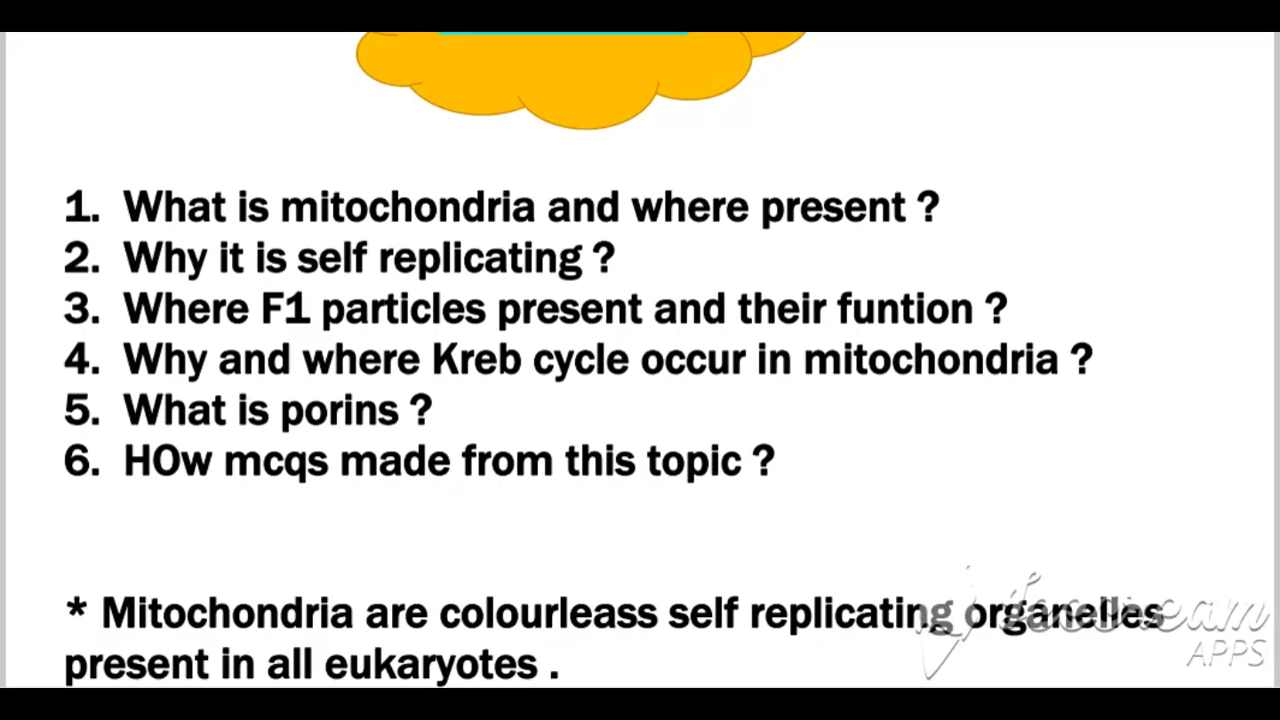 1. What is mitochondria and where present ?
2. Why it is self replicating ?
3. Where F1 particles present and their funtion ?
4. Why and where Kreb cycle occur in mitochondria ?
5. What is porins ?
6. HOw mcqs made from this topic ?
* Mitochondria are colourleass self replicating organelles
present in all eukaryotes .
APPS